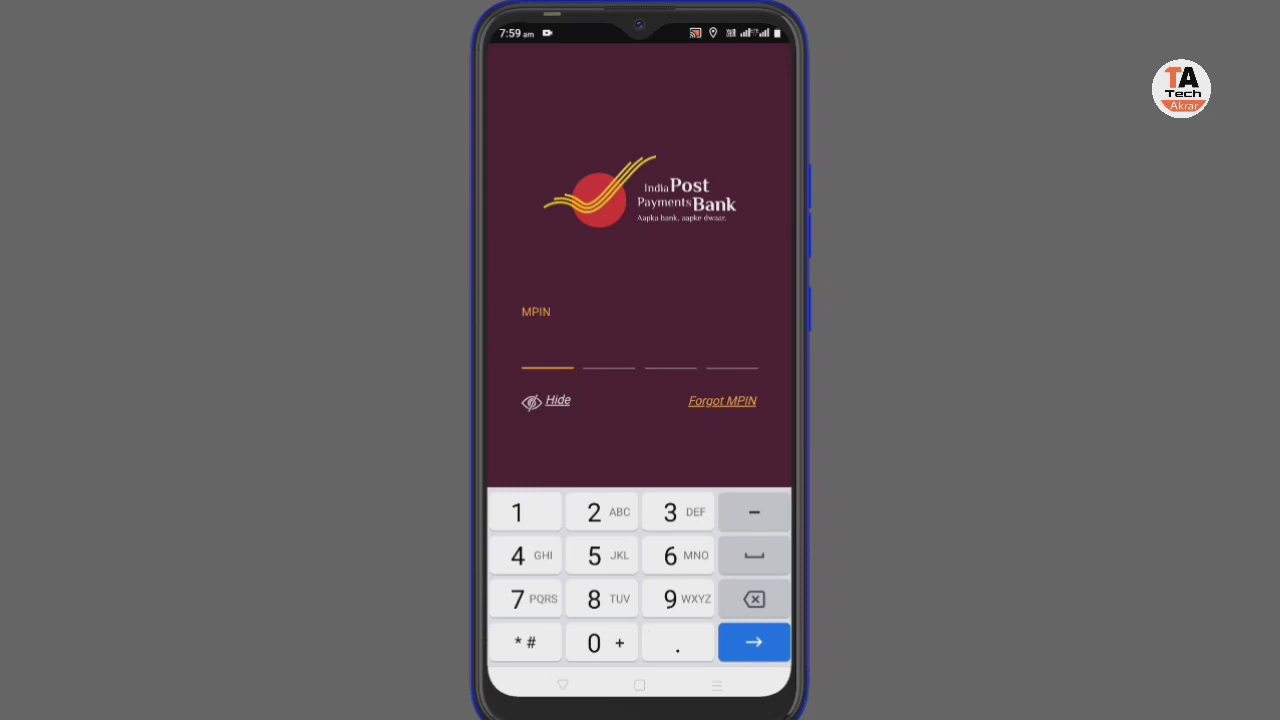 7:59 am
TA
Tech
Akrar
India Post
Payments Bank
Aapka bank, aapke dwaar.
MPIN
Hide
Forgot MPIN
1
2 ABC
3 DEF
-
4 GHI
5 JKL
6 MNO
7 PQRS
8 TUV
9 WXYZ
* #
0 +
.